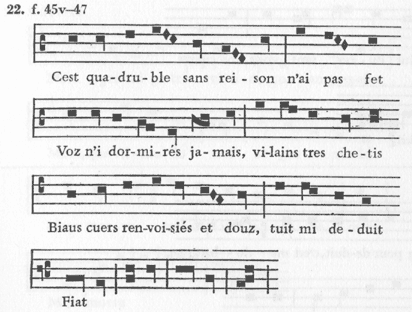 22. f. 45v–47
Cest qua-dru-ble sans rei-son n'ai pas fet
Voz n'i dor-mi-rés ja-mais, vi-lains tres che-tis
Biaus cuers ren-voi-siés et douz, tuit mi de-duit
Fiat